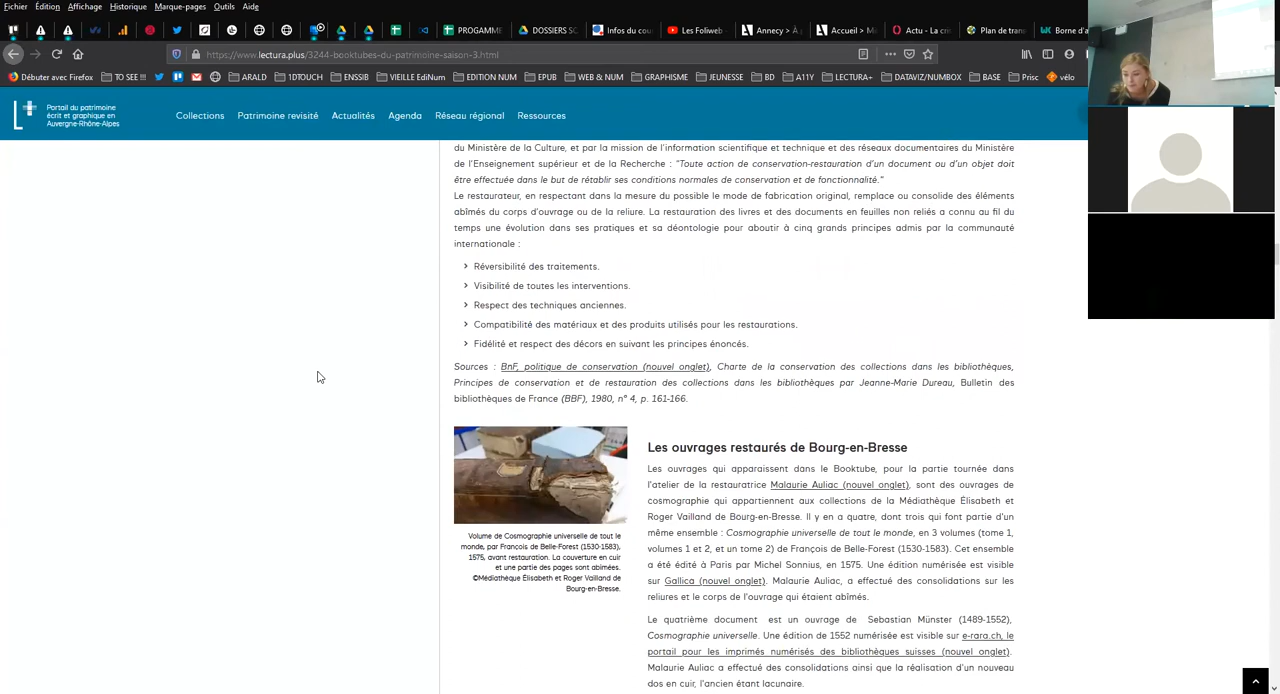 Fichier Édition Affichage Historique Marque-pages Outils Aide
PROGAMME DOSSIERS SC Infos du cou Les Foliweb Annecy > À Accueil > M Actu - La cris Plan de trans Borne d'a
https://www.lectura.plus/3244-booktubes-du-patrimoine-saison-3.html
Débuter avec Firefox TO SEE !!! ARALD 1DTOUCH ENSSIB VIEILLE EdiNum EDITION NUM EPUB WEB & NUM GRAPHISME JEUNESSE BD A11Y LECTURA+ DATAVIZ/NUMBOX BASE Prisc vélo
Portail du patrimoine
écrit et graphique en
Auvergne-Rhône-Alpes
Collections Patrimoine revisité Actualités Agenda Réseau régional Ressources
du Ministère de la Culture, et par la mission de l'information scientifique et technique et des réseaux documentaires du Ministère
de l'Enseignement supérieur et de la Recherche : "Toute action de conservation-restauration d'un document ou d'un objet doit
être effectuée dans le but de rétablir ses conditions normales de conservation et de fonctionnalité."
Le restaurateur, en respectant dans la mesure du possible le mode de fabrication original, remplace ou consolide des éléments
abîmés du corps d'ouvrage ou de la reliure. La restauration des livres et des documents en feuilles non reliés a connu au fil du
temps une évolution dans ses pratiques et sa déontologie pour aboutir à cinq grands principes admis par la communauté
internationale :
> Réversibilité des traitements.
> Visibilité de toutes les interventions.
> Respect des techniques anciennes.
> Compatibilité des matériaux et des produits utilisés pour les restaurations.
> Fidélité et respect des décors en suivant les principes énoncés.
Sources : BnF, politique de conservation (nouvel onglet), Charte de la conservation des collections dans les bibliothèques,
Principes de conservation et de restauration des collections dans les bibliothèques par Jeanne-Marie Dureau, Bulletin des
bibliothèques de France (BBF), 1980, n° 4, p. 161-166.
Volume de Cosmographie universelle de tout le
monde, par François de Belle-Forest (1530-1583),
1575, avant restauration. La couverture en cuir
et une partie des pages sont abimées.
©Médiathèque Élisabeth et Roger Vailland de
Bourg-en-Bresse.
Les ouvrages restaurés de Bourg-en-Bresse
Les ouvrages qui apparaissent dans le Booktube, pour la partie tournée dans
l'atelier de la restauratrice Malaurie Auliac (nouvel onglet), sont des ouvrages de
cosmographie qui appartiennent aux collections de la Médiathèque Élisabeth et
Roger Vailland de Bourg-en-Bresse. Il y en a quatre, dont trois qui font partie d'un
même ensemble : Cosmographie universelle de tout le monde, en 3 volumes (tome 1,
volumes 1 et 2, et un tome 2) de François de Belle-Forest (1530-1583). Cet ensemble
a été édité à Paris par Michel Sonnius, en 1575. Une édition numérisée est visible
sur Gallica (nouvel onglet). Malaurie Auliac, a effectué des consolidations sur les
reliures et le corps de l'ouvrage qui étaient abîmés.
Le quatrième document est un ouvrage de Sebastian Münster (1489-1552),
Cosmographie universelle. Une édition de 1552 numérisée est visible sur e-rara.ch, le
portail pour les imprimés numérisés des bibliothèques suisses (nouvel onglet).
Malaurie Auliac a effectué des consolidations ainsi que la réalisation d'un nouveau
dos en cuir, l'ancien étant lacunaire.